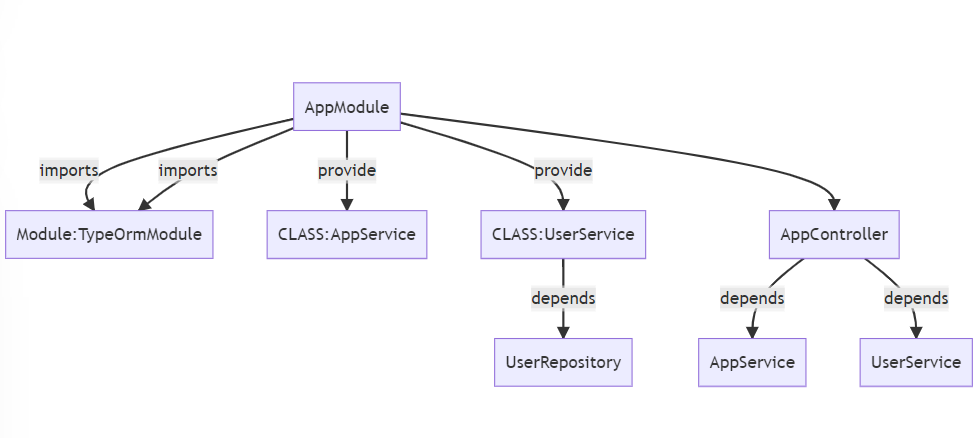 AppModule
imports
imports
provide
provide
Module:TypeOrmModule
CLASS:AppService
CLASS:UserService
AppController
depends
depends
depends
UserRepository
AppService
UserService